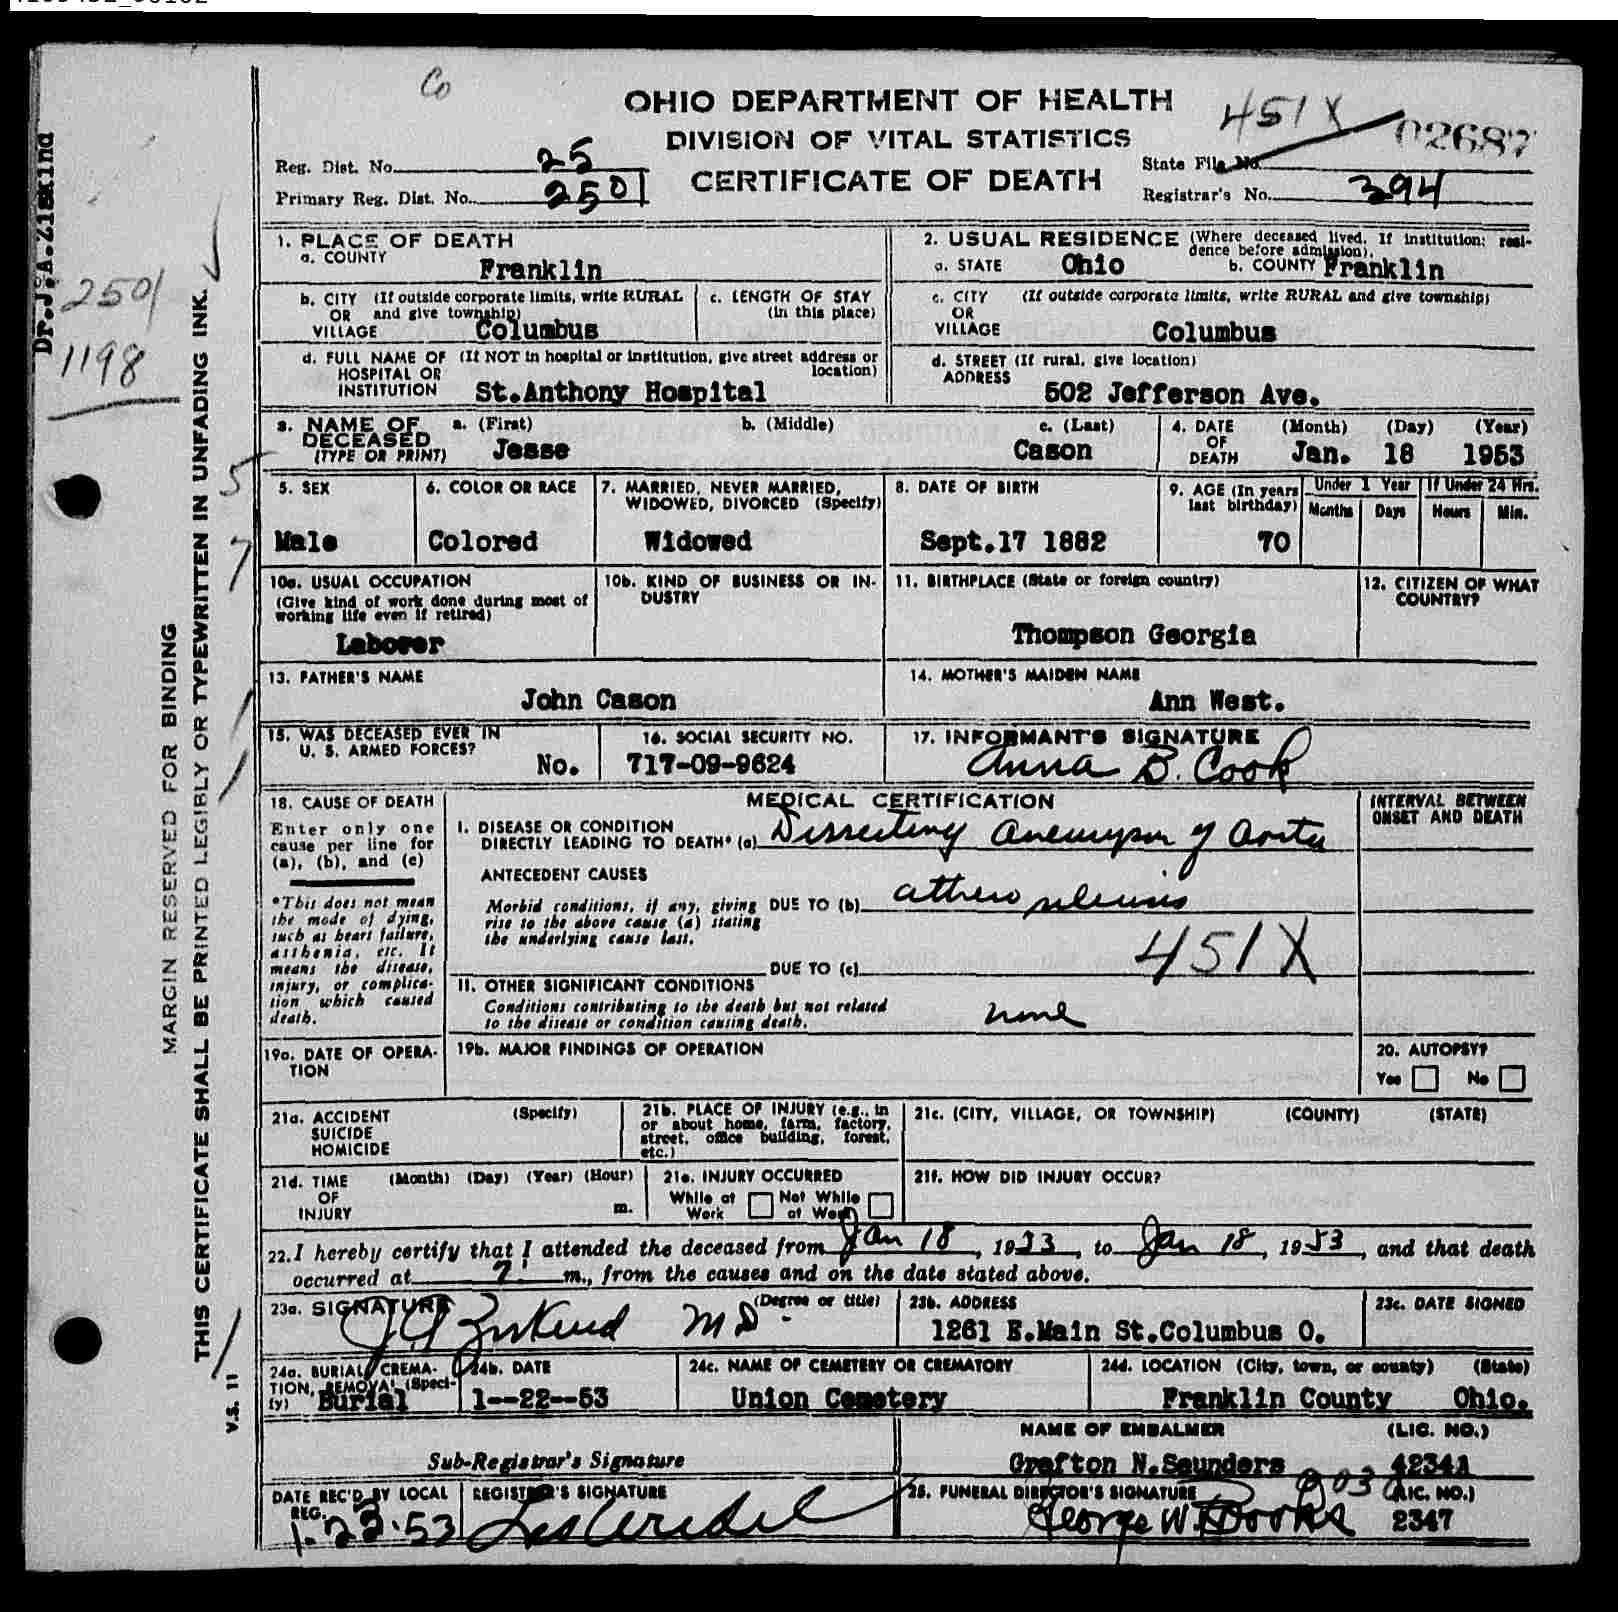 Co
OHIO DEPARTMENT OF HEALTH
DIVISION OF VITAL STATISTICS
CERTIFICATE OF DEATH
Reg. Dist. No. 25
Primary Reg. Dist. No. 2501
451X
State File No. 02687
Registrar's No. 394
Dr.J.A.Ziskind
2501
1198
MARGIN RESERVED FOR BINDING
THIS CERTIFICATE SHALL BE PRINTED LEGIBLY OR TYPEWRITTEN IN UNFADING INK.
V.S. 11
1. PLACE OF DEATH
a. COUNTY Franklin
b. CITY (If outside corporate limits, write RURAL
OR and give township)
VILLAGE Columbus
c. LENGTH OF STAY
(in this place)
d. FULL NAME OF (If NOT in hospital or institution, give street address or
HOSPITAL OR location)
INSTITUTION St.Anthony Hospital
2. USUAL RESIDENCE (Where deceased lived. If institution: resi-
dence before admission).
a. STATE Ohio b. COUNTY Franklin
c. CITY (If outside corporate limits, write RURAL and give township)
OR
VILLAGE Columbus
d. STREET (If rural, give location)
ADDRESS 502 Jefferson Ave.
3. NAME OF a. (First) b. (Middle) c. (Last)
DECEASED
(TYPE OR PRINT) Jesse Cason
4. DATE (Month) (Day) (Year)
OF
DEATH Jan. 18 1953
5. SEX
Male
6. COLOR OR RACE
Colored
7. MARRIED, NEVER MARRIED,
WIDOWED, DIVORCED (Specify)
Widowed
8. DATE OF BIRTH
Sept.17 1882
9. AGE (In years
last birthday)
70
Under 1 Year
Months Days
If Under 24 Hrs.
Hours Min.
10a. USUAL OCCUPATION
(Give kind of work done during most of
working life even if retired)
Laborer
10b. KIND OF BUSINESS OR IN-
DUSTRY
11. BIRTHPLACE (State or foreign country)
Thompson Georgia
12. CITIZEN OF WHAT
COUNTRY?
13. FATHER'S NAME
John Cason
14. MOTHER'S MAIDEN NAME
Ann West.
15. WAS DECEASED EVER IN
U. S. ARMED FORCES?
No.
16. SOCIAL SECURITY NO.
717-09-9624
17. INFORMANT'S SIGNATURE
Anna B. Cook
18. CAUSE OF DEATH
Enter only one
cause per line for
(a), (b), and (c)
*This does not mean
the mode of dying,
such as heart failure,
asthenia, etc. It
means the disease,
injury, or complica-
tion which caused
death.
MEDICAL CERTIFICATION
I. DISEASE OR CONDITION
DIRECTLY LEADING TO DEATH* (a) Dissecting Aneurysm of Aorta
ANTECEDENT CAUSES
Morbid conditions, if any, giving DUE TO (b)
rise to the above cause (a) stating
the underlying cause last.
451X
DUE TO (c)
II. OTHER SIGNIFICANT CONDITIONS
Conditions contributing to the death but not related
to the disease or condition causing death.
none
INTERVAL BETWEEN
ONSET AND DEATH
19a. DATE OF OPERA-
TION
19b. MAJOR FINDINGS OF OPERATION
20. AUTOPSY?
Yes No
21a. ACCIDENT (Specify)
SUICIDE
HOMICIDE
21b. PLACE OF INJURY (e.g., in
or about home, farm, factory,
street, office building, forest,
etc.)
21c. (CITY, VILLAGE, OR TOWNSHIP) (COUNTY) (STATE)
21d. TIME (Month) (Day) (Year) (Hour)
OF
INJURY m.
21e. INJURY OCCURRED
While at Not While
Work at Work
21f. HOW DID INJURY OCCUR?
22. I hereby certify that I attended the deceased from Jan 18, 1953, to Jan 18, 1953, and that death
occurred at 7 m., from the causes and on the date stated above.
23a. SIGNATURE (Degree or title)
J A Ziskind MD
23b. ADDRESS
1261 E.Main St.Columbus O.
23c. DATE SIGNED
24a. BURIAL, CREMA-
TION, REMOVAL (Speci-
fy) Burial
24b. DATE
1--22--53
24c. NAME OF CEMETERY OR CREMATORY
Union Cemetery
24d. LOCATION (City, town, or county) (State)
Franklin County Ohio.
Sub-Registrar's Signature
NAME OF EMBALMER (LIC. NO.)
Grafton N.Saunders 4234A
DATE REC'D BY LOCAL
REG.
1-22-53
REGISTRAR'S SIGNATURE
25. FUNERAL DIRECTOR'S SIGNATURE (LIC. NO.)
George W. Brooks 2347